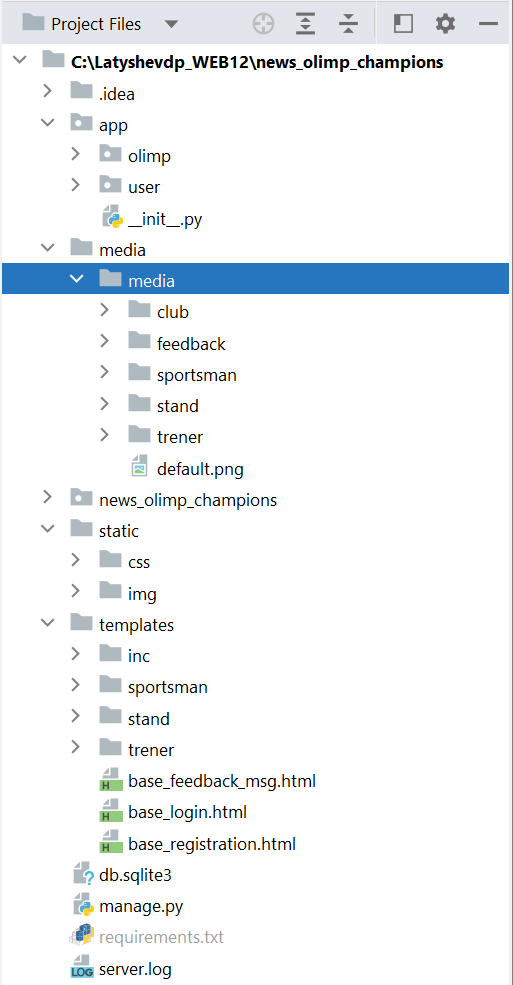 Project Files
C:\Latyshevdp_WEB12\news_olimp_champions
.idea
app
olimp
user
__init__.py
media
media
club
feedback
sportsman
stand
trener
default.png
news_olimp_champions
static
css
img
templates
inc
sportsman
stand
trener
H base_feedback_msg.html
H base_login.html
H base_registration.html
? db.sqlite3
manage.py
requirements.txt
LOG server.log